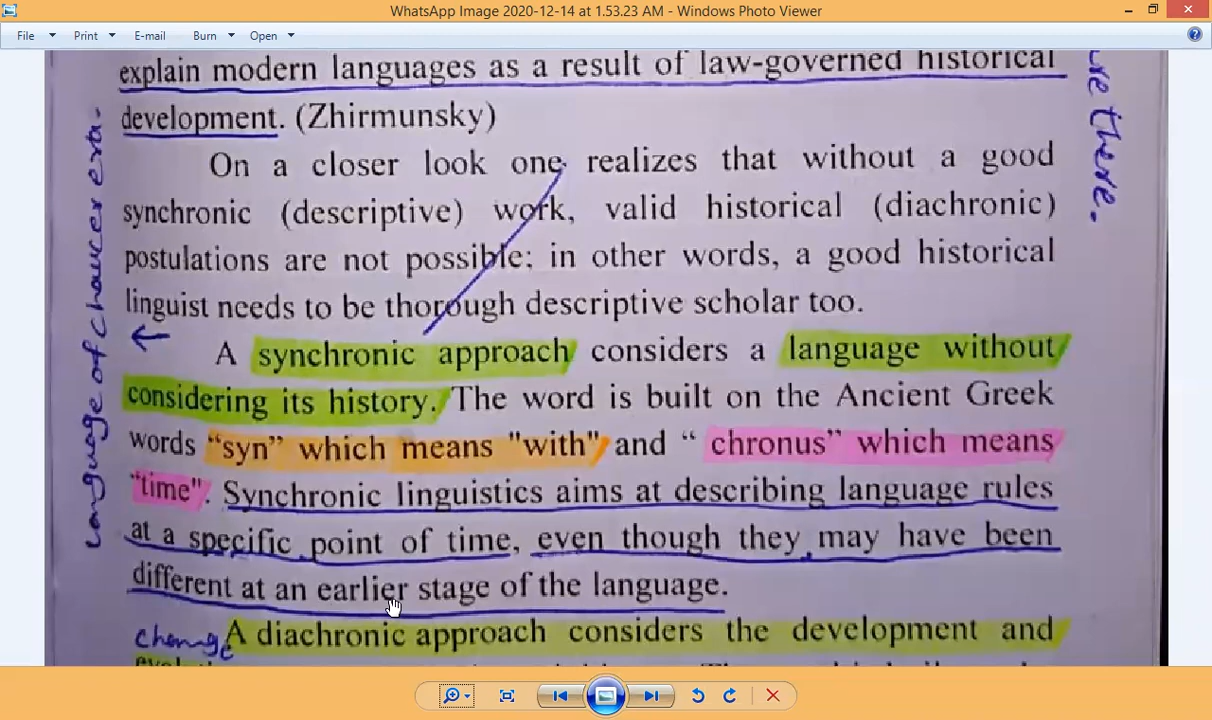 WhatsApp Image 2020-12-14 at 1.53.23 AM - Windows Photo Viewer
File Print E-mail Burn Open
explain modern languages as a result of law-governed historical
development. (Zhirmunsky)
On a closer look one realizes that without a good
synchronic (descriptive) work, valid historical (diachronic)
postulations are not possible; in other words, a good historical
linguist needs to be thorough descriptive scholar too.
A synchronic approach considers a language without
considering its history. The word is built on the Ancient Greek
words "syn" which means "with" and " chronus" which means
"time". Synchronic linguistics aims at describing language rules
at a specific point of time, even though they may have been
different at an earlier stage of the language.
change A diachronic approach considers the development and
Language of chaucer era.
there.